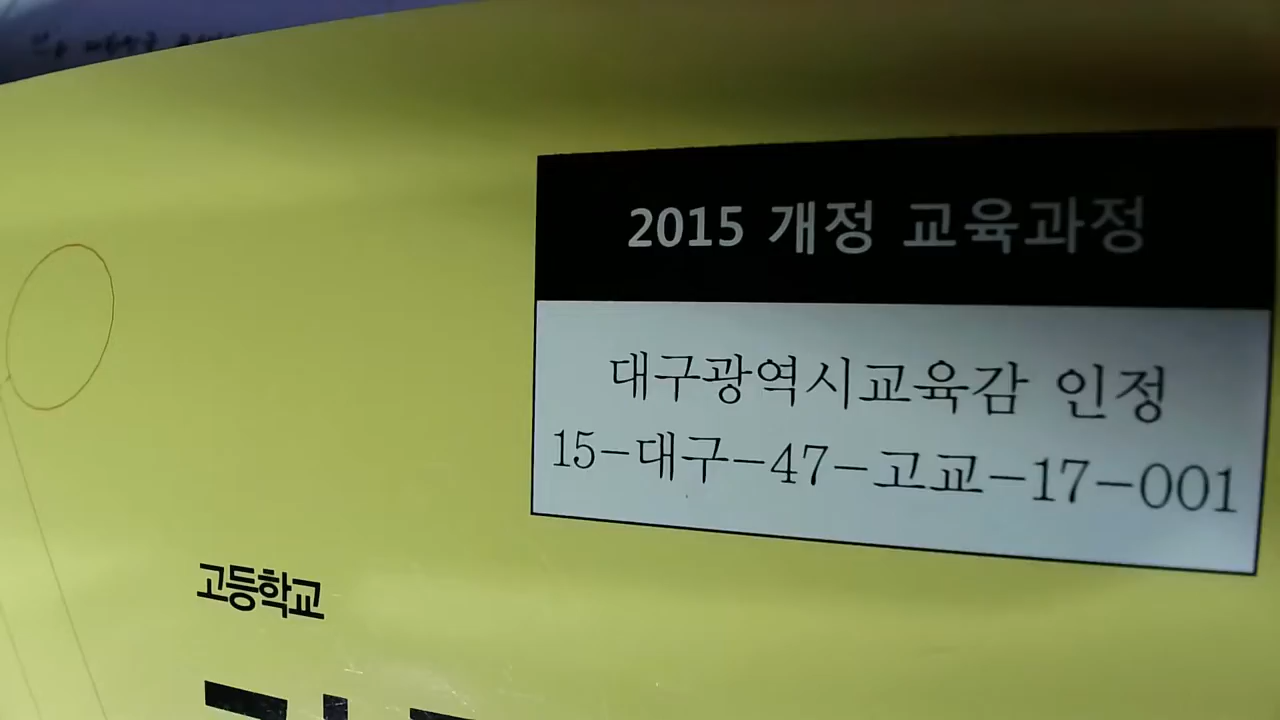 2015 개정 교육과정
대구광역시교육감 인정
15-대구-47-고교-17-001
고등학교